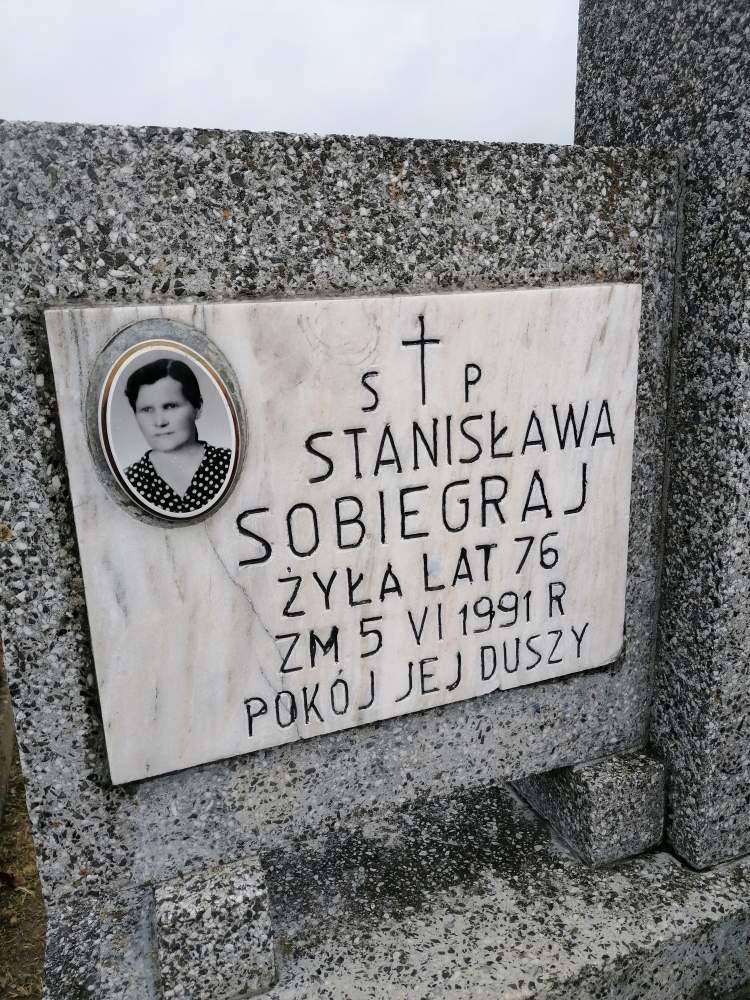 S P
STANISŁAWA
SOBIEGRAJ
ŻYŁA LAT 76
ZM 5 VI 1991 R
POKÓJ JEJ DUSZY